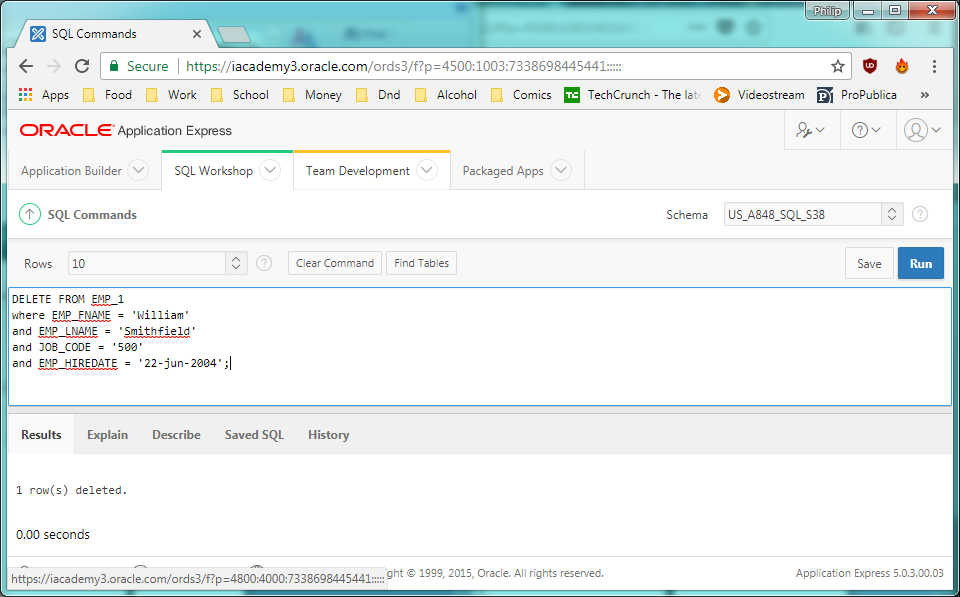 Philip
SQL Commands
Secure https://iacademy3.oracle.com/ords3/f?p=4500:1003:7338698445441:::::
Apps Food Work School Money Dnd Alcohol Comics TC TechCrunch - The late Videostream P ProPublica »
ORACLE Application Express
Application Builder SQL Workshop Team Development Packaged Apps
SQL Commands Schema US_A848_SQL_S38
Rows 10 Clear Command Find Tables Save Run
DELETE FROM EMP_1
where EMP_FNAME = 'William'
and EMP_LNAME = 'Smithfield'
and JOB_CODE = '500'
and EMP_HIREDATE = '22-jun-2004';
Results Explain Describe Saved SQL History
1 row(s) deleted.
0.00 seconds
https://iacademy3.oracle.com/ords3/f?p=4800:4000:7338698445441:::::
ght © 1999, 2015, Oracle. All rights reserved. Application Express 5.0.3.00.03